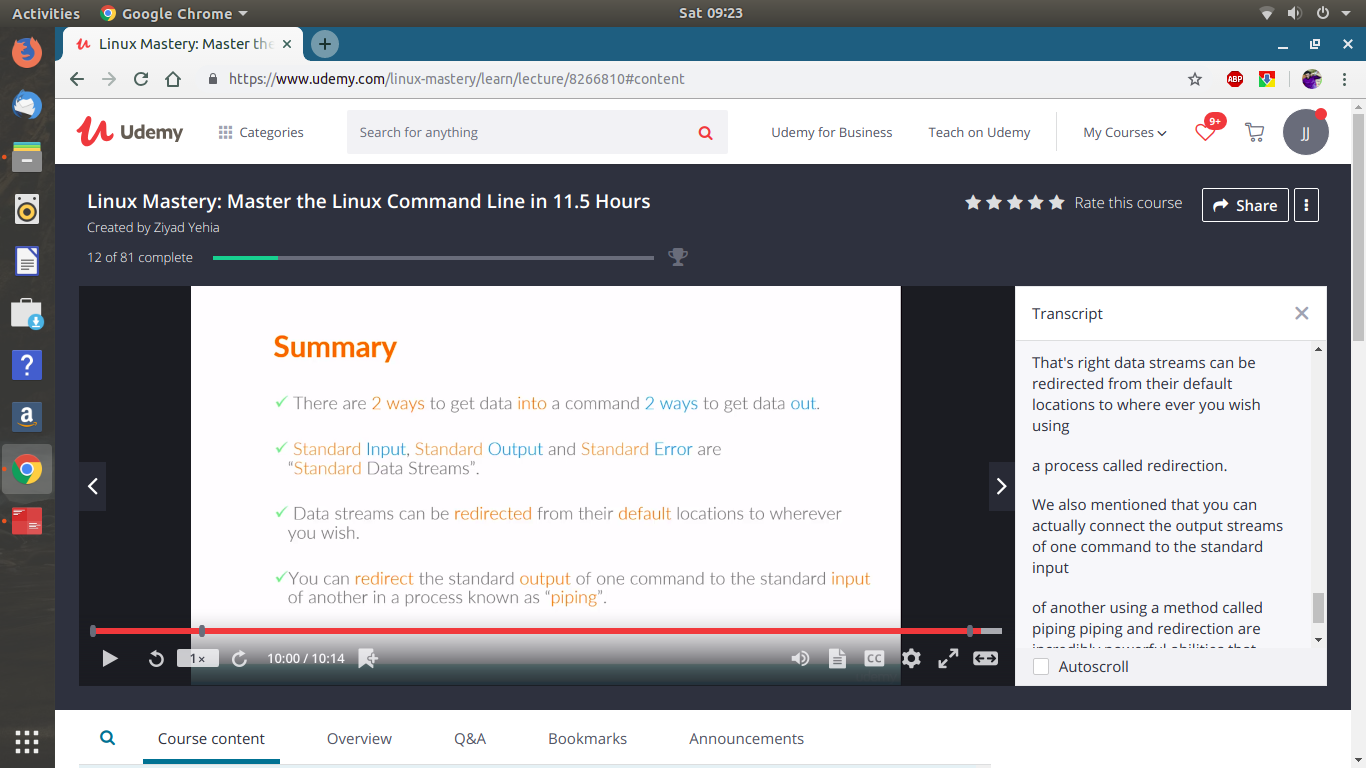 Activities Google Chrome Sat 09:23
Linux Mastery: Master the
https://www.udemy.com/linux-mastery/learn/lecture/8266810#content
ABP
Udemy Categories Search for anything Udemy for Business Teach on Udemy My Courses 9+ JJ
Linux Mastery: Master the Linux Command Line in 11.5 Hours
Rate this course Share
Created by Ziyad Yehia
12 of 81 complete
Summary
There are 2 ways to get data into a command 2 ways to get data out.
Standard Input, Standard Output and Standard Error are
“Standard Data Streams”.
Data streams can be redirected from their default locations to wherever
you wish.
You can redirect the standard output of one command to the standard input
of another in a process known as “piping”.
1x 10:00 / 10:14 CC
Transcript
That's right data streams can be
redirected from their default
locations to where ever you wish
using
a process called redirection.
We also mentioned that you can
actually connect the output streams
of one command to the standard
input
of another using a method called
piping piping and redirection are
incredibly powerful abilities that
Autoscroll
Course content Overview Q&A Bookmarks Announcements